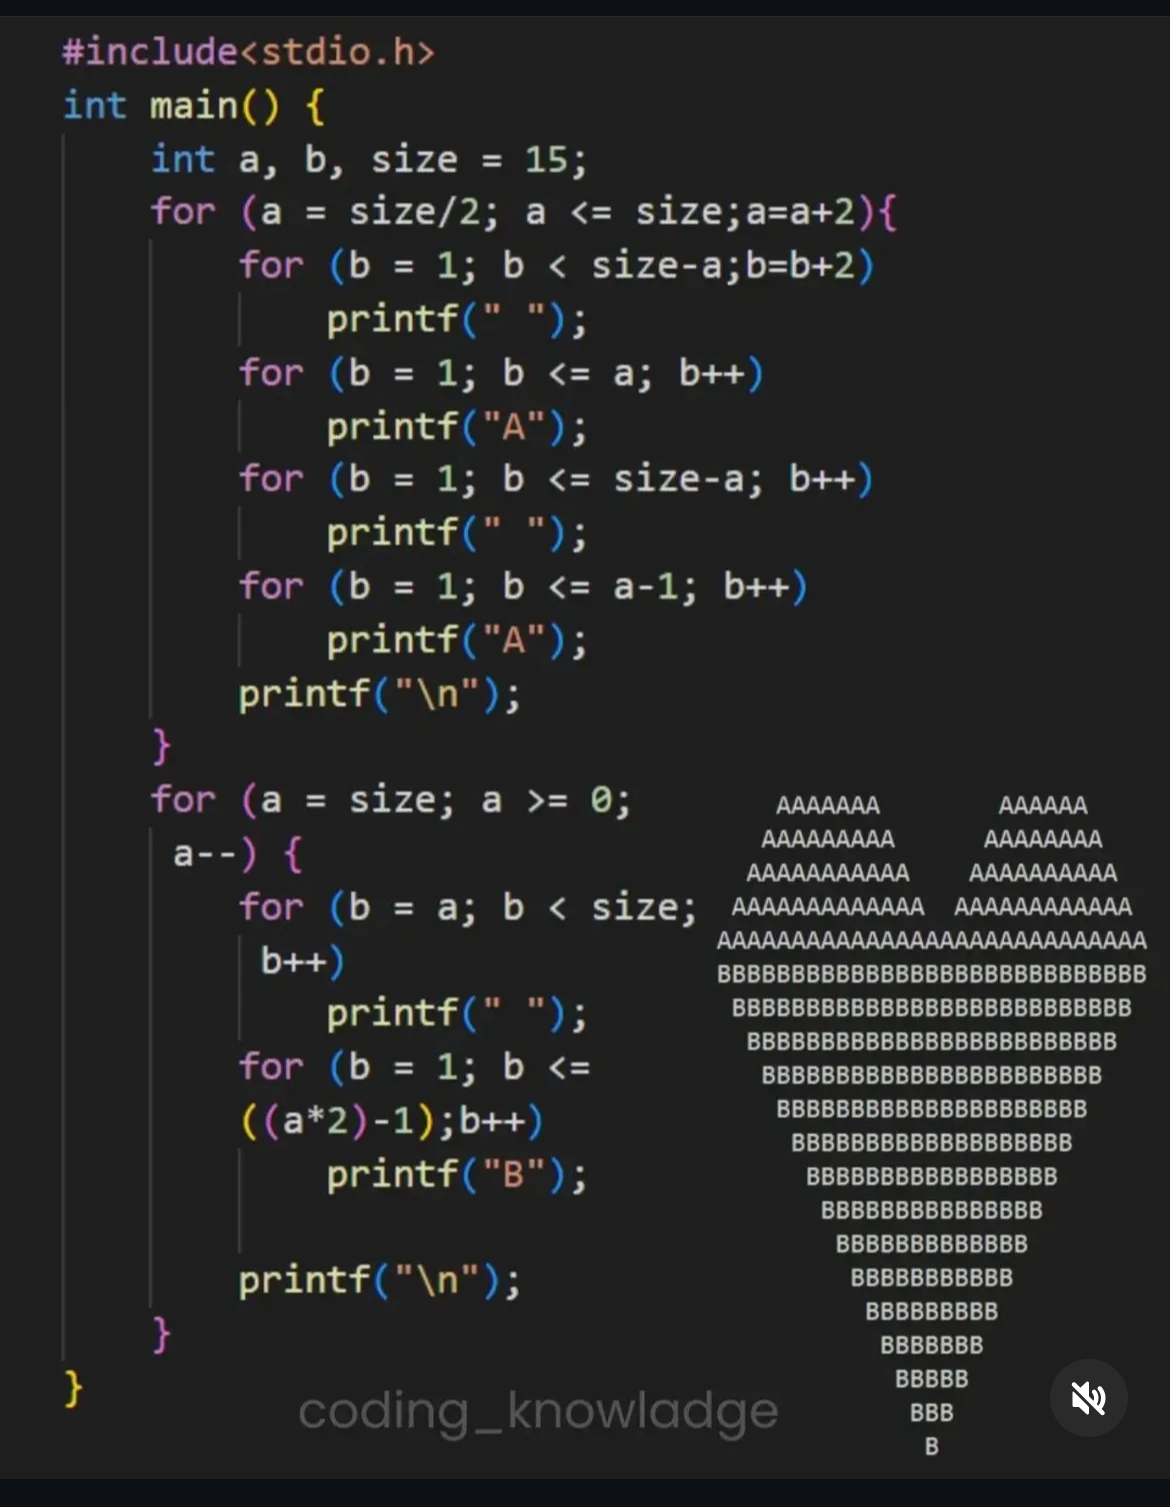 #include<stdio.h>
int main() {
int a, b, size = 15;
for (a = size/2; a <= size;a=a+2){
for (b = 1; b < size-a;b=b+2)
printf(" ");
for (b = 1; b <= a; b++)
printf("A");
for (b = 1; b <= size-a; b++)
printf(" ");
for (b = 1; b <= a-1; b++)
printf("A");
printf("\n");
}
for (a = size; a >= 0;
a--) {
for (b = a; b < size;
b++)
printf(" ");
for (b = 1; b <=
((a*2)-1);b++)
printf("B");
printf("\n");
}
}
AAAAAAA        AAAAAA
AAAAAAAAA      AAAAAAAA
AAAAAAAAAAA    AAAAAAAAAA
AAAAAAAAAAAAA  AAAAAAAAAAAA
AAAAAAAAAAAAAAAAAAAAAAAAAAAAA
BBBBBBBBBBBBBBBBBBBBBBBBBBBBB
BBBBBBBBBBBBBBBBBBBBBBBBBBB
BBBBBBBBBBBBBBBBBBBBBBBBB
BBBBBBBBBBBBBBBBBBBBBBB
BBBBBBBBBBBBBBBBBBBBB
BBBBBBBBBBBBBBBBBBB
BBBBBBBBBBBBBBBBB
BBBBBBBBBBBBBBB
BBBBBBBBBBBBB
BBBBBBBBBBB
BBBBBBBBB
BBBBBBB
BBBBB
BBB
B
coding_knowladge